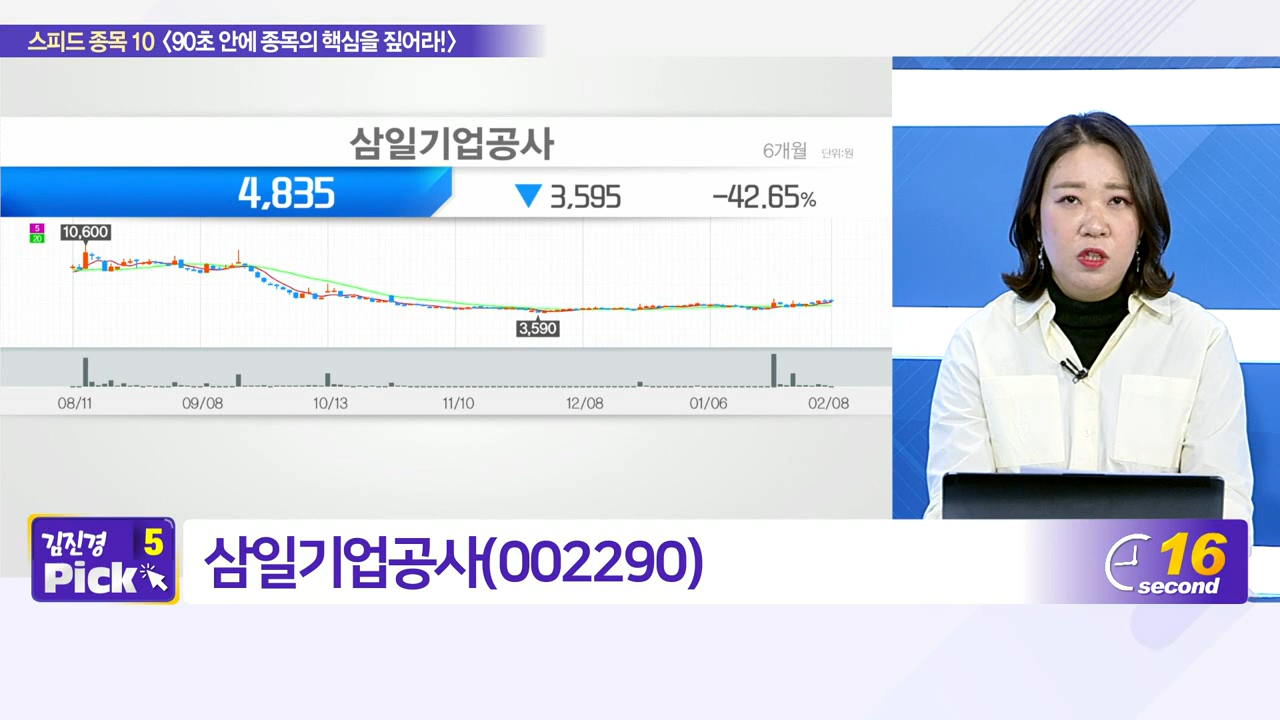 스피드 종목 10 〈90초 안에 종목의 핵심을 짚어라!〉
삼일기업공사
6개월 단위:원
4,835 ▼ 3,595 -42.65%
5
20
10,600
3,590
08/11 09/08 10/13 11/10 12/08 01/06 02/08
김진경 5
Pick
삼일기업공사(002290)
16
second